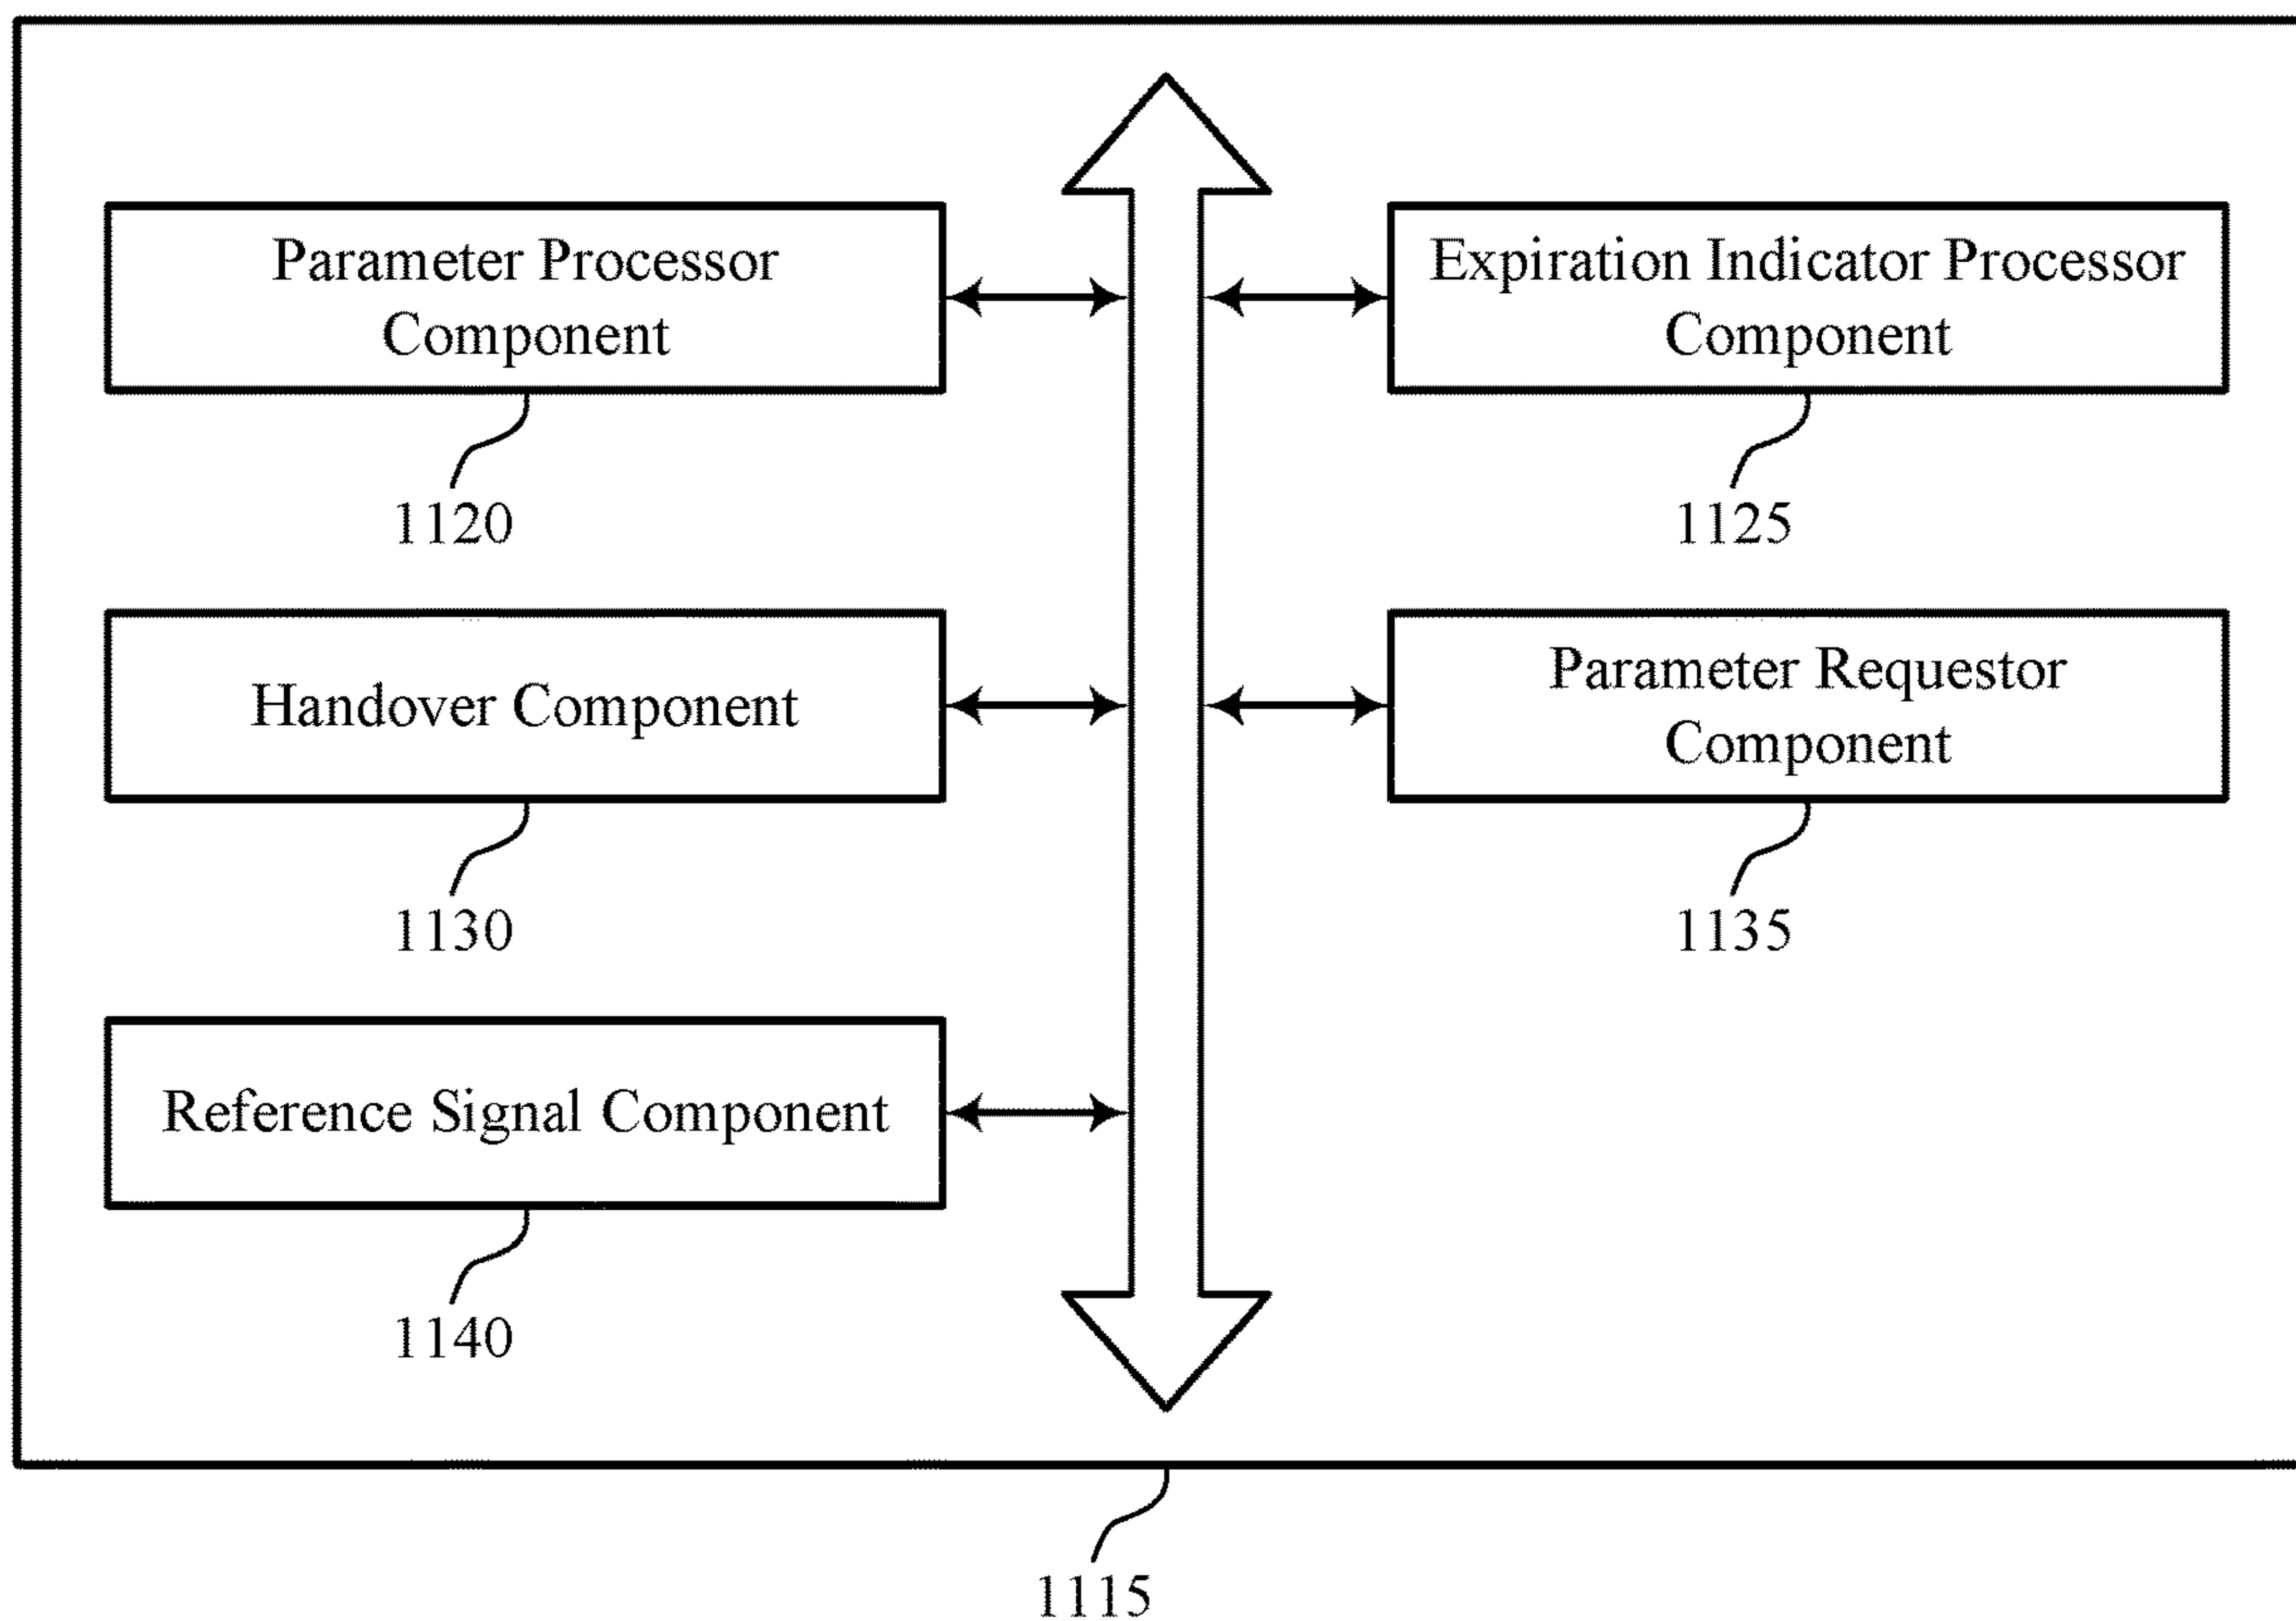 Parameter Processor
Component
1120
Expiration Indicator Processor
Component
1125
Handover Component
1130
Parameter Requestor
Component
1135
Reference Signal Component
1140
1115